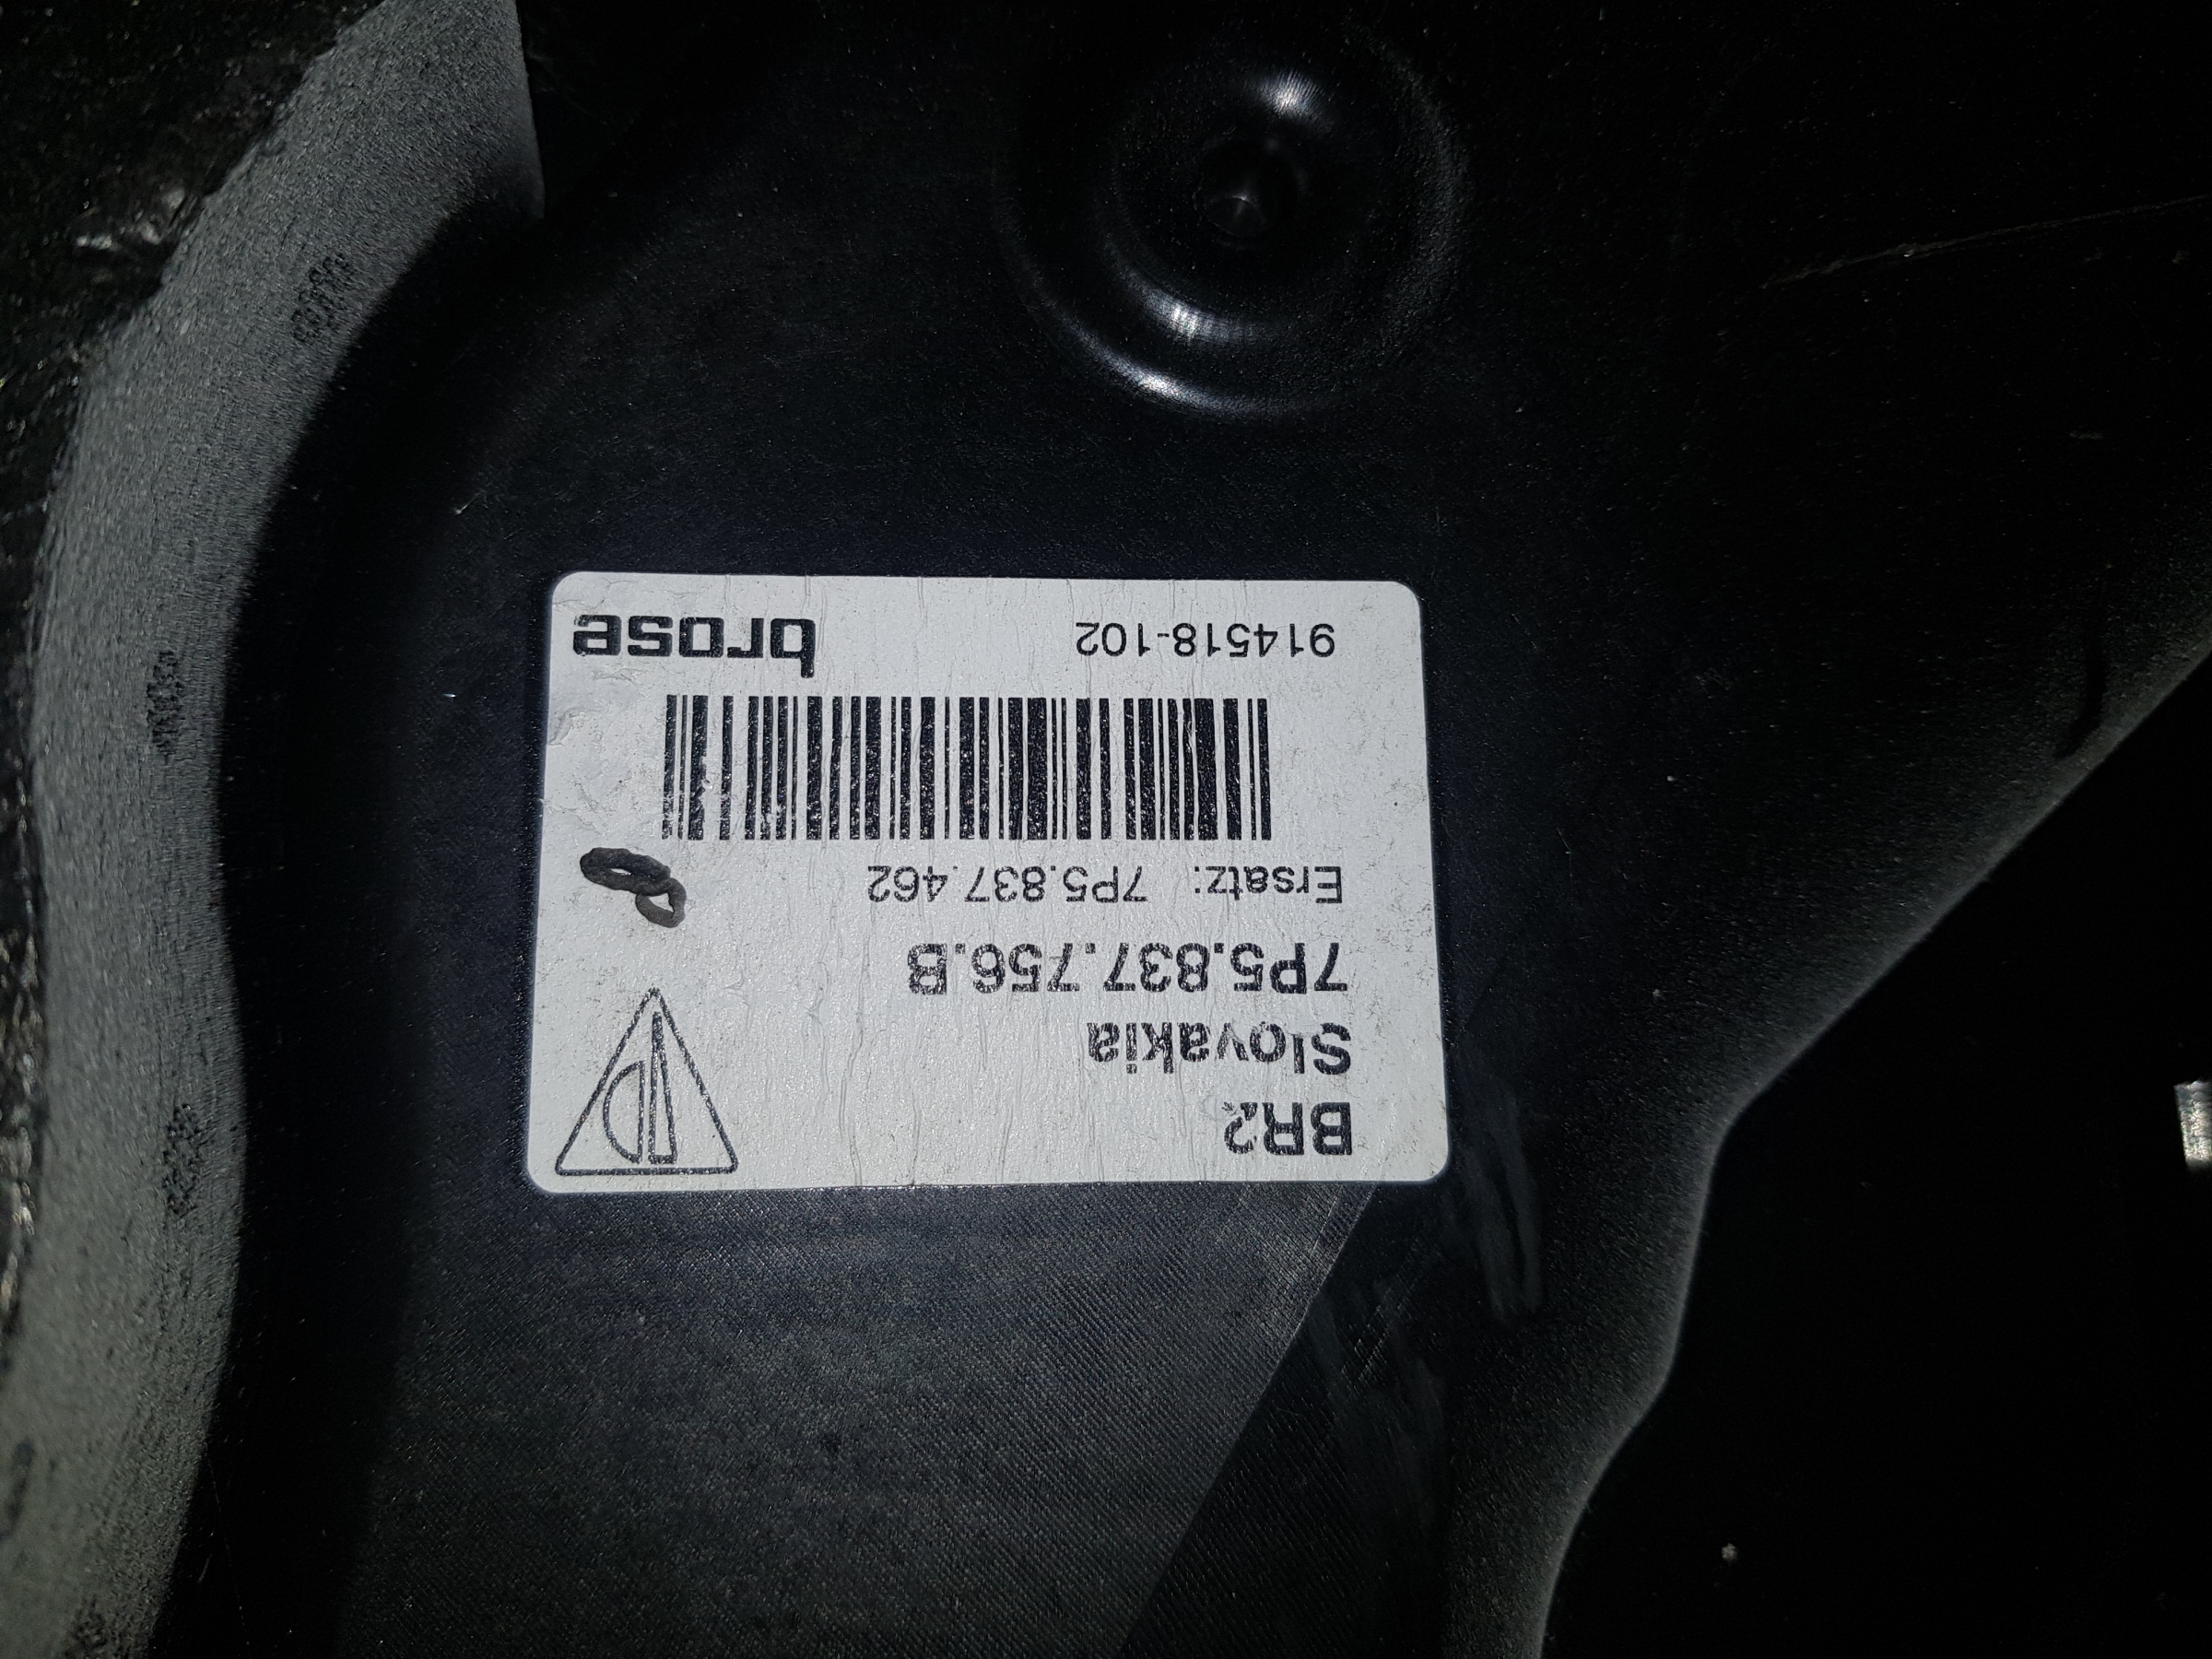 BR2
Slovakia
7P5.837.756.B
Ersatz: 7P5.837.462
914518-102 brose